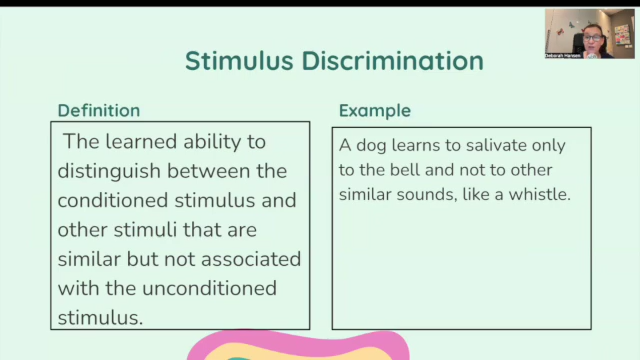 Deborah Hansen
Stimulus Discrimination
Definition
The learned ability to
distinguish between the
conditioned stimulus and
other stimuli that are
similar but not associated
with the unconditioned
stimulus.
Example
A dog learns to salivate only
to the bell and not to other
similar sounds, like a whistle.